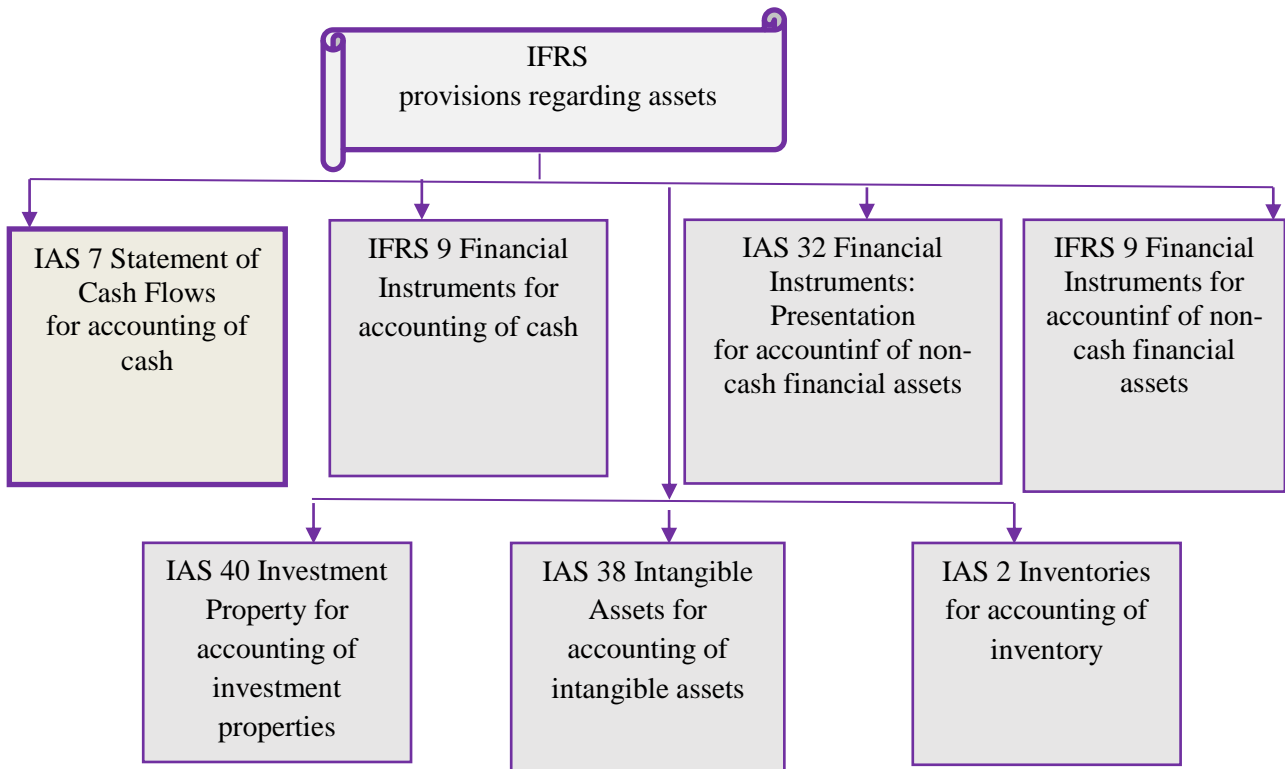 IFRS
provisions regarding assets
IAS 7 Statement of
Cash Flows
for accounting of
cash
IFRS 9 Financial
Instruments for
accounting of cash
IAS 32 Financial
Instruments:
Presentation
for accountinf of non-
cash financial assets
IFRS 9 Financial
Instruments for
accountinf of non-
cash financial
assets
IAS 40 Investment
Property for
accounting of
investment
properties
IAS 38 Intangible
Assets for
accounting of
intangible assets
IAS 2 Inventories
for accounting of
inventory